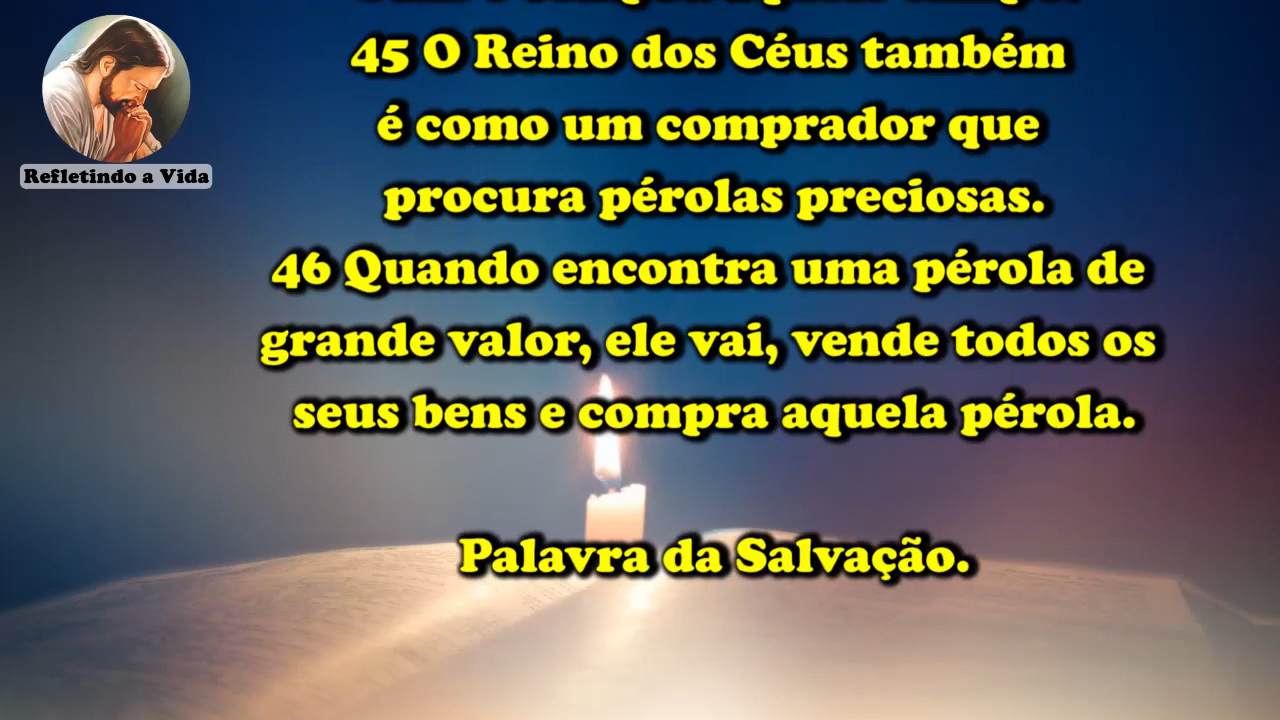 45 O Reino dos Céus também
é como um comprador que
procura pérolas preciosas.
46 Quando encontra uma pérola de
grande valor, ele vai, vende todos os
seus bens e compra aquela pérola.
Palavra da Salvação.
Refletindo a Vida